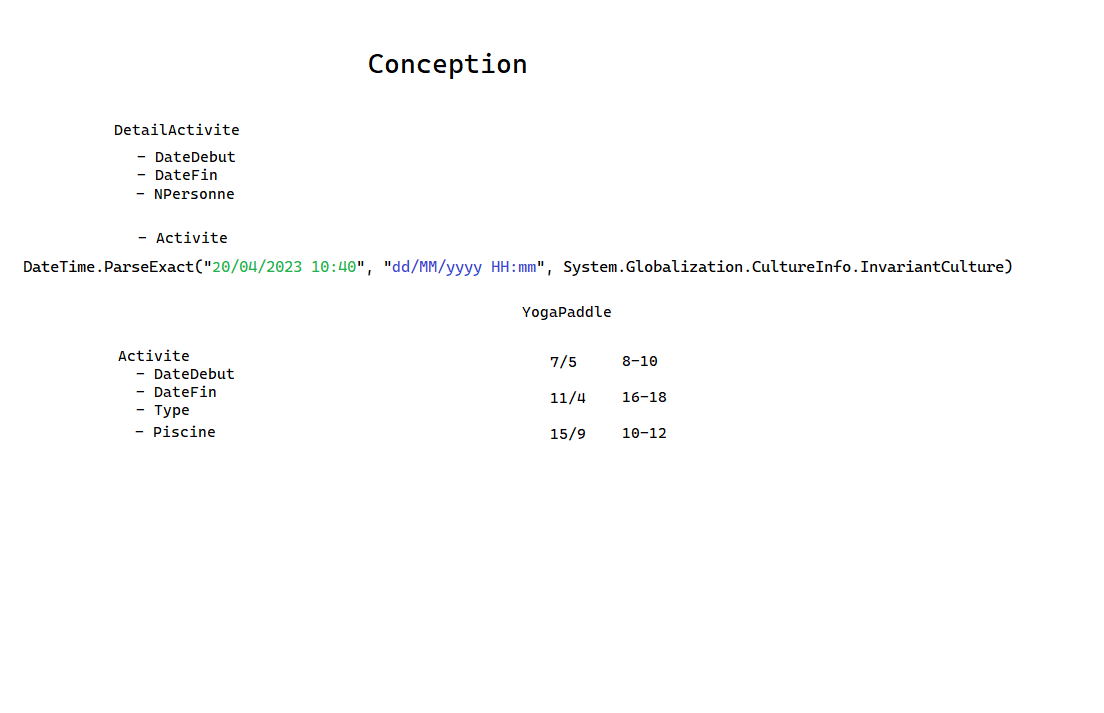 Conception
DetailActivite
- DateDebut
- DateFin
- NPersonne
- Activite
DateTime.ParseExact("20/04/2023 10:40", "dd/MM/yyyy HH:mm", System.Globalization.CultureInfo.InvariantCulture)
YogaPaddle
Activite
- DateDebut
- DateFin
- Type
- Piscine
7/5 8-10
11/4 16-18
15/9 10-12